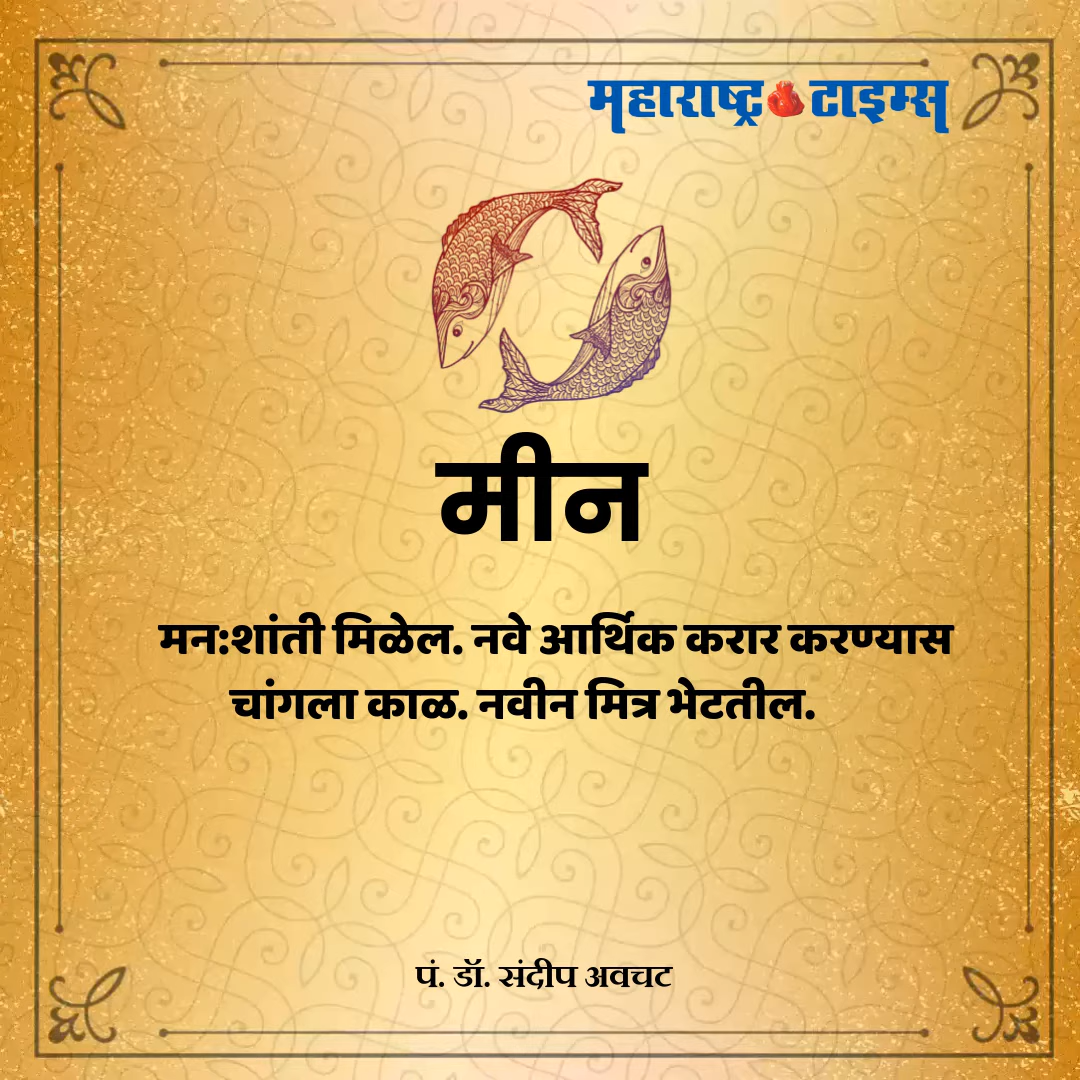 महाराष्ट्र टाइम्स
मीन
मन:शांती मिळेल. नवे आर्थिक करार करण्यास
चांगला काळ. नवीन मित्र भेटतील.
पं. डॉ. संदीप अवचट